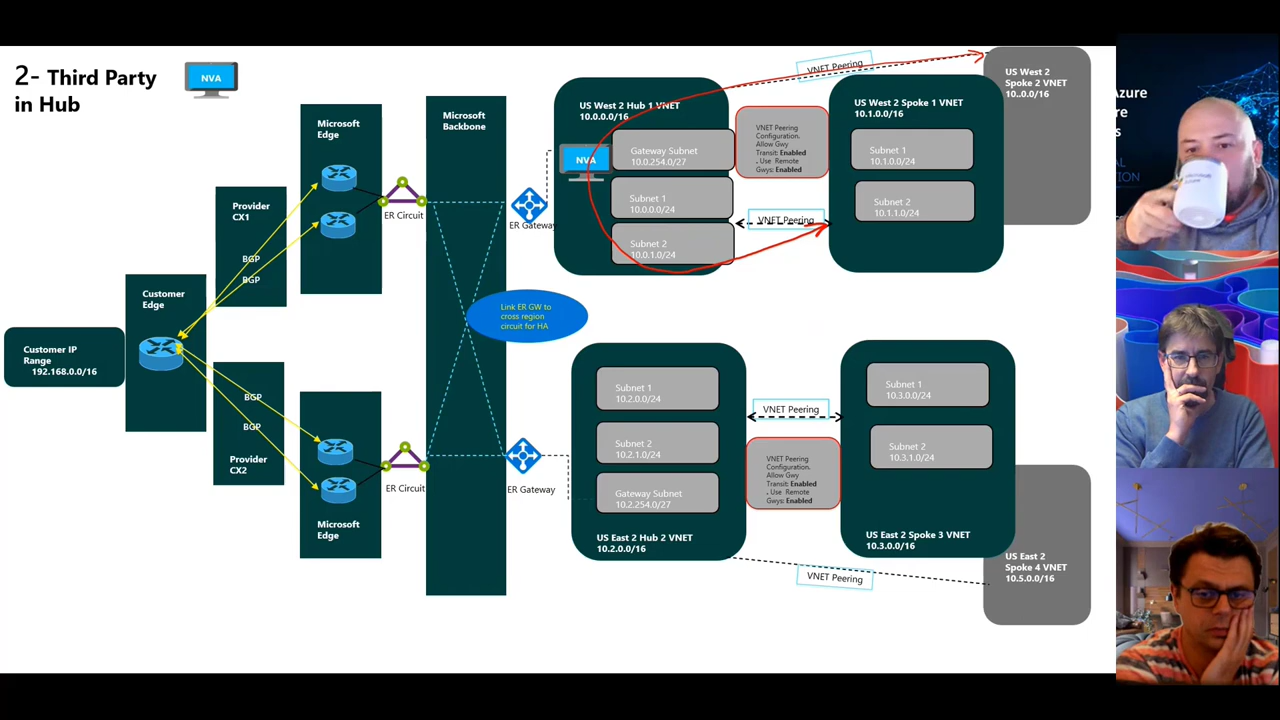 2- Third Party
in Hub
NVA
Microsoft
Edge
Microsoft
Backbone
Provider
CX1
BGP
BGP
ER Circuit
ER Gateway
Customer
Edge
Customer IP
Range
192.168.0.0/16
BGP
BGP
Provider
CX2
ER Circuit
Microsoft
Edge
Link ER GW to
cross region
circuit for HA
ER Gateway
US West 2 Hub 1 VNET
10.0.0.0/16
NVA
Gateway Subnet
10.0.254.0/27
Subnet 1
10.0.0.0/24
Subnet 2
10.0.1.0/24
VNET Peering
Configuration.
Allow Gwy
Transit: Enabled
. Use Remote
Gwys: Enabled
VNET Peering
VNET Peering
US West 2 Spoke 1 VNET
10.1.0.0/16
Subnet 1
10.1.0.0/24
Subnet 2
10.1.1.0/24
US West 2
Spoke 2 VNET
10..0.0/16
Subnet 1
10.2.0.0/24
Subnet 2
10.2.1.0/24
Gateway Subnet
10.2.254.0/27
US East 2 Hub 2 VNET
10.2.0.0/16
VNET Peering
VNET Peering
Configuration.
Allow Gwy
Transit: Enabled
. Use Remote
Gwys: Enabled
VNET Peering
Subnet 1
10.3.0.0/24
Subnet 2
10.3.1.0/24
US East 2 Spoke 3 VNET
10.3.0.0/16
US East 2
Spoke 4 VNET
10.5.0.0/16
Azure